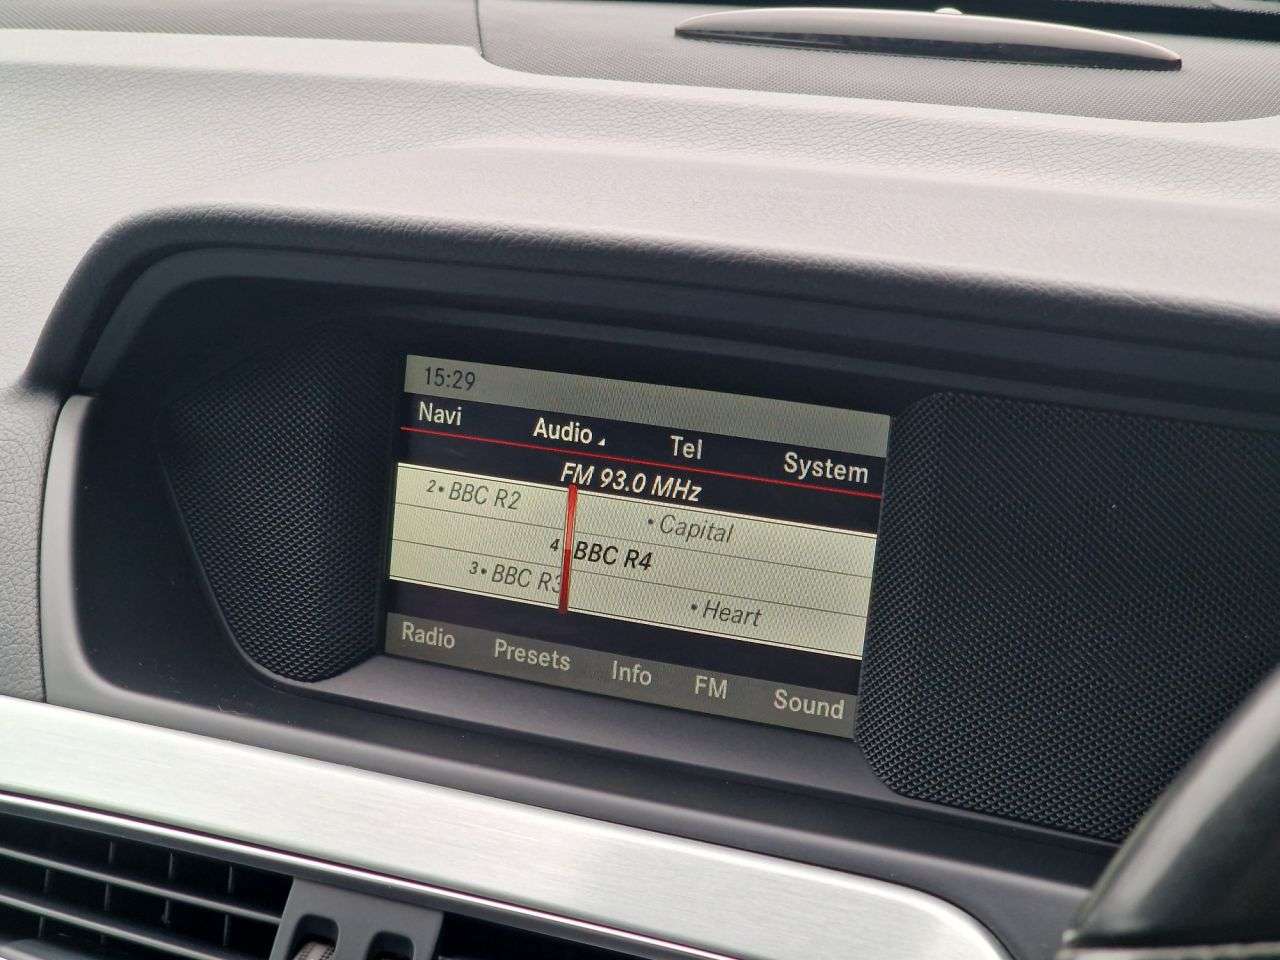 15:29
Navi Audio Tel System
FM 93.0 MHz
2• BBC R2 • Capital
4 BBC R4
3• BBC R3 • Heart
Radio Presets Info FM Sound